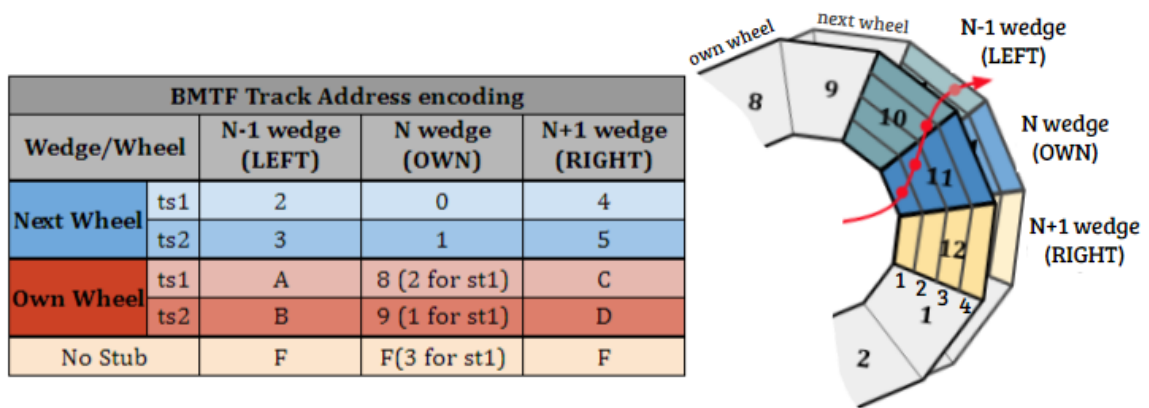 BMTF Track Address encoding
Wedge/Wheel N-1 wedge (LEFT) N wedge (OWN) N+1 wedge (RIGHT)
Next Wheel ts1 2 0 4
ts2 3 1 5
Own Wheel ts1 A 8 (2 for st1) C
ts2 B 9 (1 for st1) D
No Stub F F(3 for st1) F
own wheel
next wheel
N-1 wedge
(LEFT)
N wedge
(OWN)
N+1 wedge
(RIGHT)
8
9
10
11
12
1 2 3 4
1
2